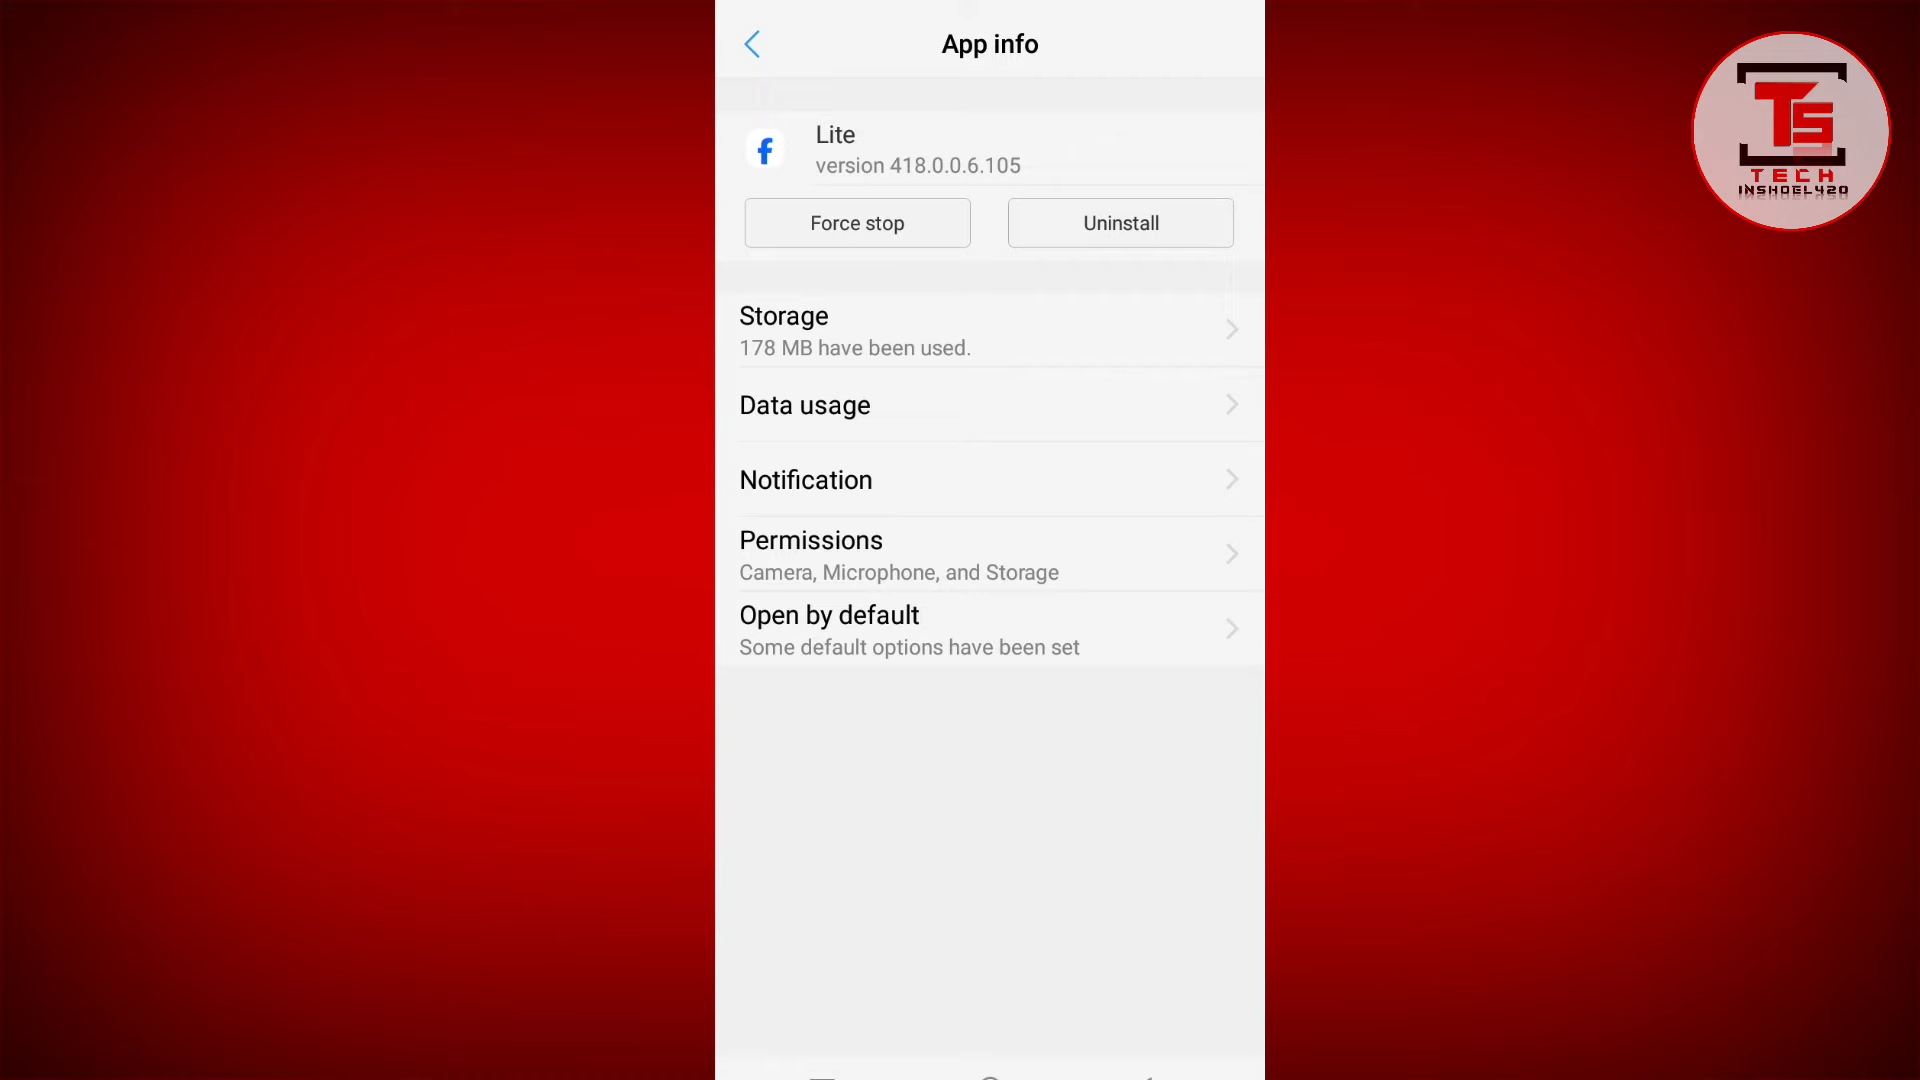 App info
Lite
version 418.0.0.6.105
Force stop
Uninstall
Storage
178 MB have been used.
Data usage
Notification
Permissions
Camera, Microphone, and Storage
Open by default
Some default options have been set
TS
TECH
INSHOEL420